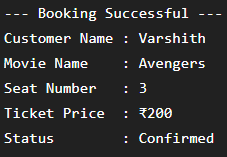 --- Booking Successful ---
Customer Name : Varshith
Movie Name    : Avengers
Seat Number   : 3
Ticket Price  : ₹200
Status        : Confirmed